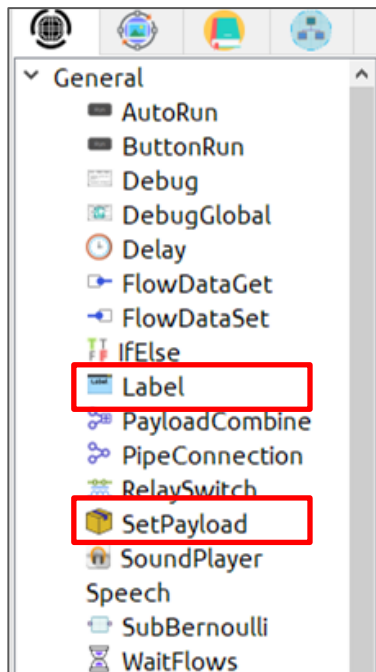 General
AutoRun
ButtonRun
Debug
DebugGlobal
Delay
FlowDataGet
FlowDataSet
IfElse
Label
PayloadCombine
PipeConnection
RelaySwitch
SetPayload
SoundPlayer
Speech
SubBernoulli
WaitFlows